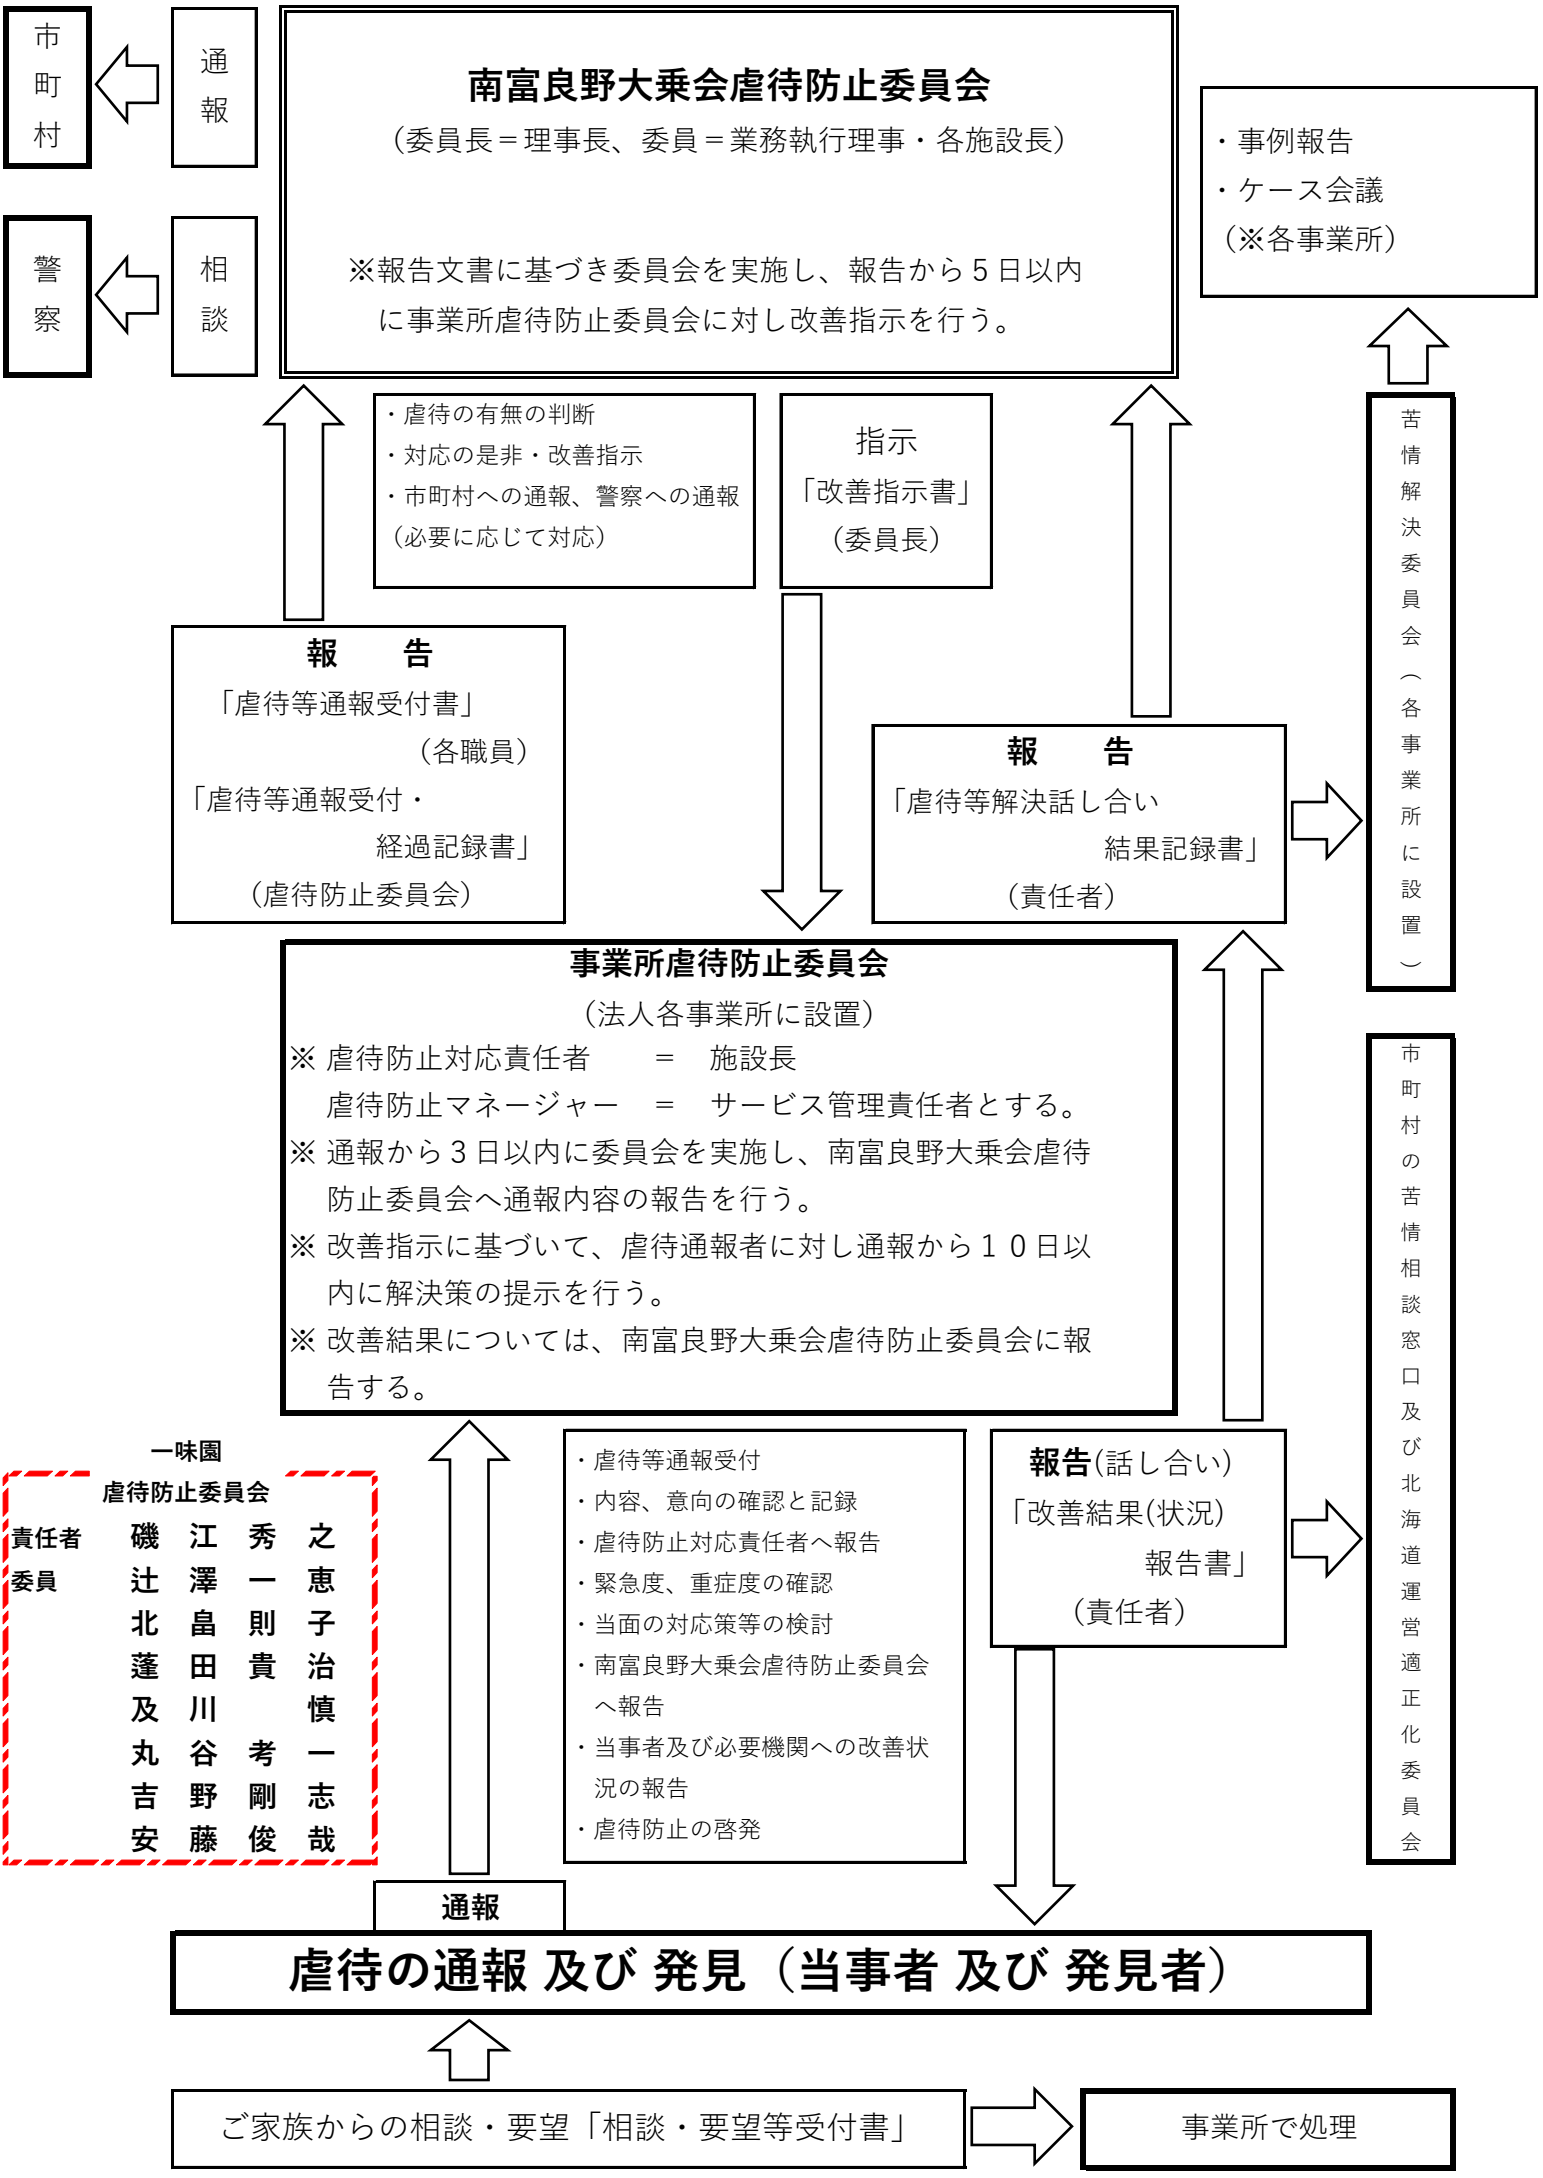 市町村
通報
南富良野大乗会虐待防止委員会
（委員長＝理事長、委員＝業務執行理事・各施設長）
※報告文書に基づき委員会を実施し、報告から５日以内
に事業所虐待防止委員会に対し改善指示を行う。
警察
相談
・事例報告
・ケース会議
（※各事業所）
・虐待の有無の判断
・対応の是非・改善指示
・市町村への通報、警察への通報
（必要に応じて対応）
指示
「改善指示書」
（委員長）
苦情解決委員会（各事業所に設置）
報　告
「虐待等通報受付書」
（各職員）
「虐待等通報受付・
経過記録書」
（虐待防止委員会）
報　告
「虐待等解決話し合い
結果記録書」
（責任者）
事業所虐待防止委員会
（法人各事業所に設置）
※ 虐待防止対応責任者　＝　施設長
虐待防止マネージャー　＝　サービス管理責任者とする。
※ 通報から３日以内に委員会を実施し、南富良野大乗会虐待
防止委員会へ通報内容の報告を行う。
※ 改善指示に基づいて、虐待通報者に対し通報から１０日以
内に解決策の提示を行う。
※ 改善結果については、南富良野大乗会虐待防止委員会に報
告する。
市町村の苦情相談窓口及び北海道運営適正化委員会
一味園
虐待防止委員会
責任者　磯　江　秀　之
委員　辻　澤　一　恵
北　畠　則　子
蓬　田　貴　治
及　川　　慎
丸　谷　考　一
吉　野　剛　志
安　藤　俊　哉
・虐待等通報受付
・内容、意向の確認と記録
・虐待防止対応責任者へ報告
・緊急度、重症度の確認
・当面の対応策等の検討
・南富良野大乗会虐待防止委員会
へ報告
・当事者及び必要機関への改善状
況の報告
・虐待防止の啓発
報告(話し合い)
「改善結果(状況)
報告書」
（責任者）
通報
虐待の通報 及び 発見（当事者 及び 発見者）
ご家族からの相談・要望「相談・要望等受付書」
事業所で処理